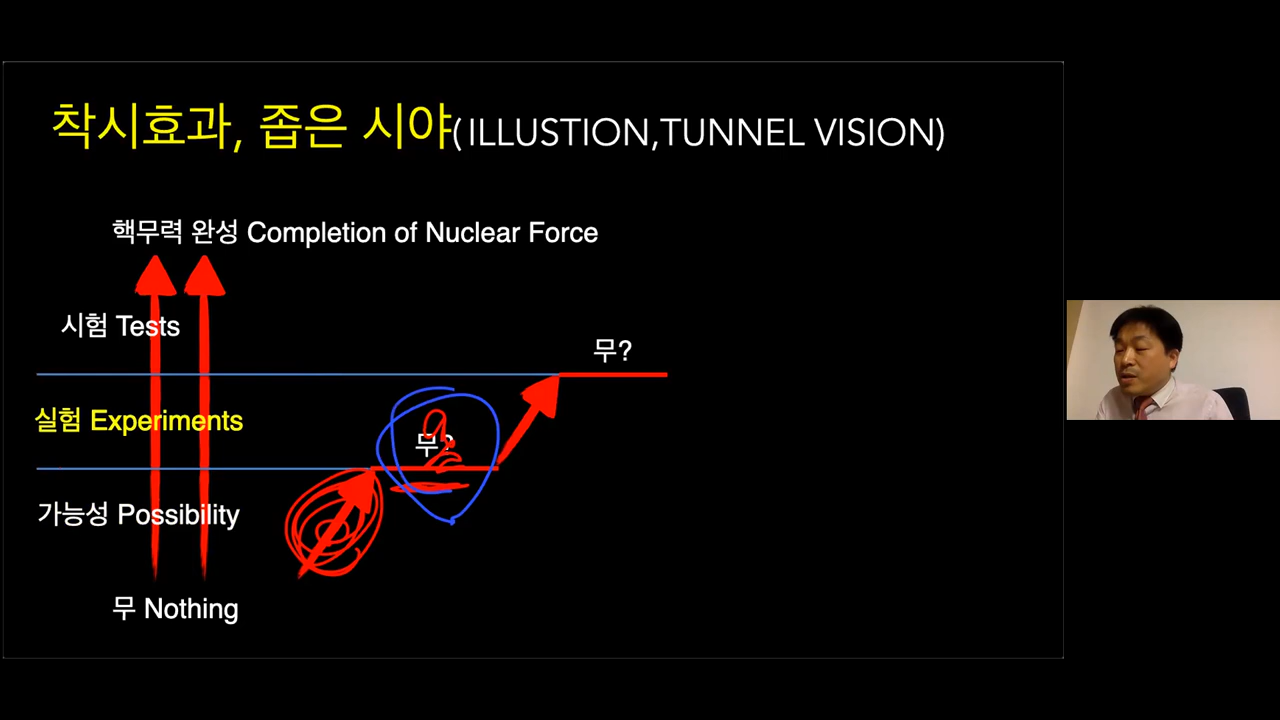 착시효과, 좁은 시야(ILLUSTION,TUNNEL VISION)
핵무력 완성 Completion of Nuclear Force
시험 Tests
무?
실험 Experiments
무?
가능성 Possibility
무 Nothing